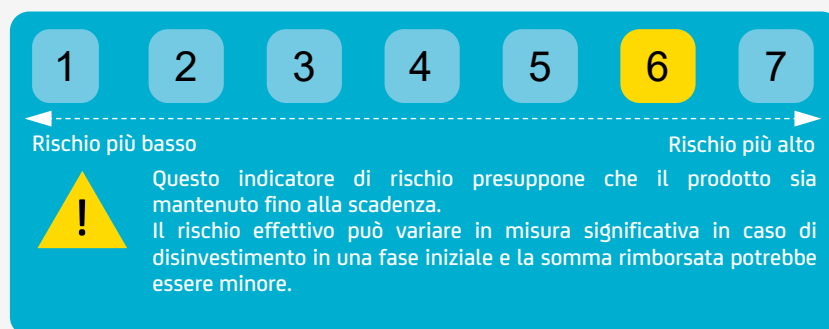 1 2 3 4 5 6 7
Rischio più basso Rischio più alto
! Questo indicatore di rischio presuppone che il prodotto sia
mantenuto fino alla scadenza.
Il rischio effettivo può variare in misura significativa in caso di
disinvestimento in una fase iniziale e la somma rimborsata potrebbe
essere minore.